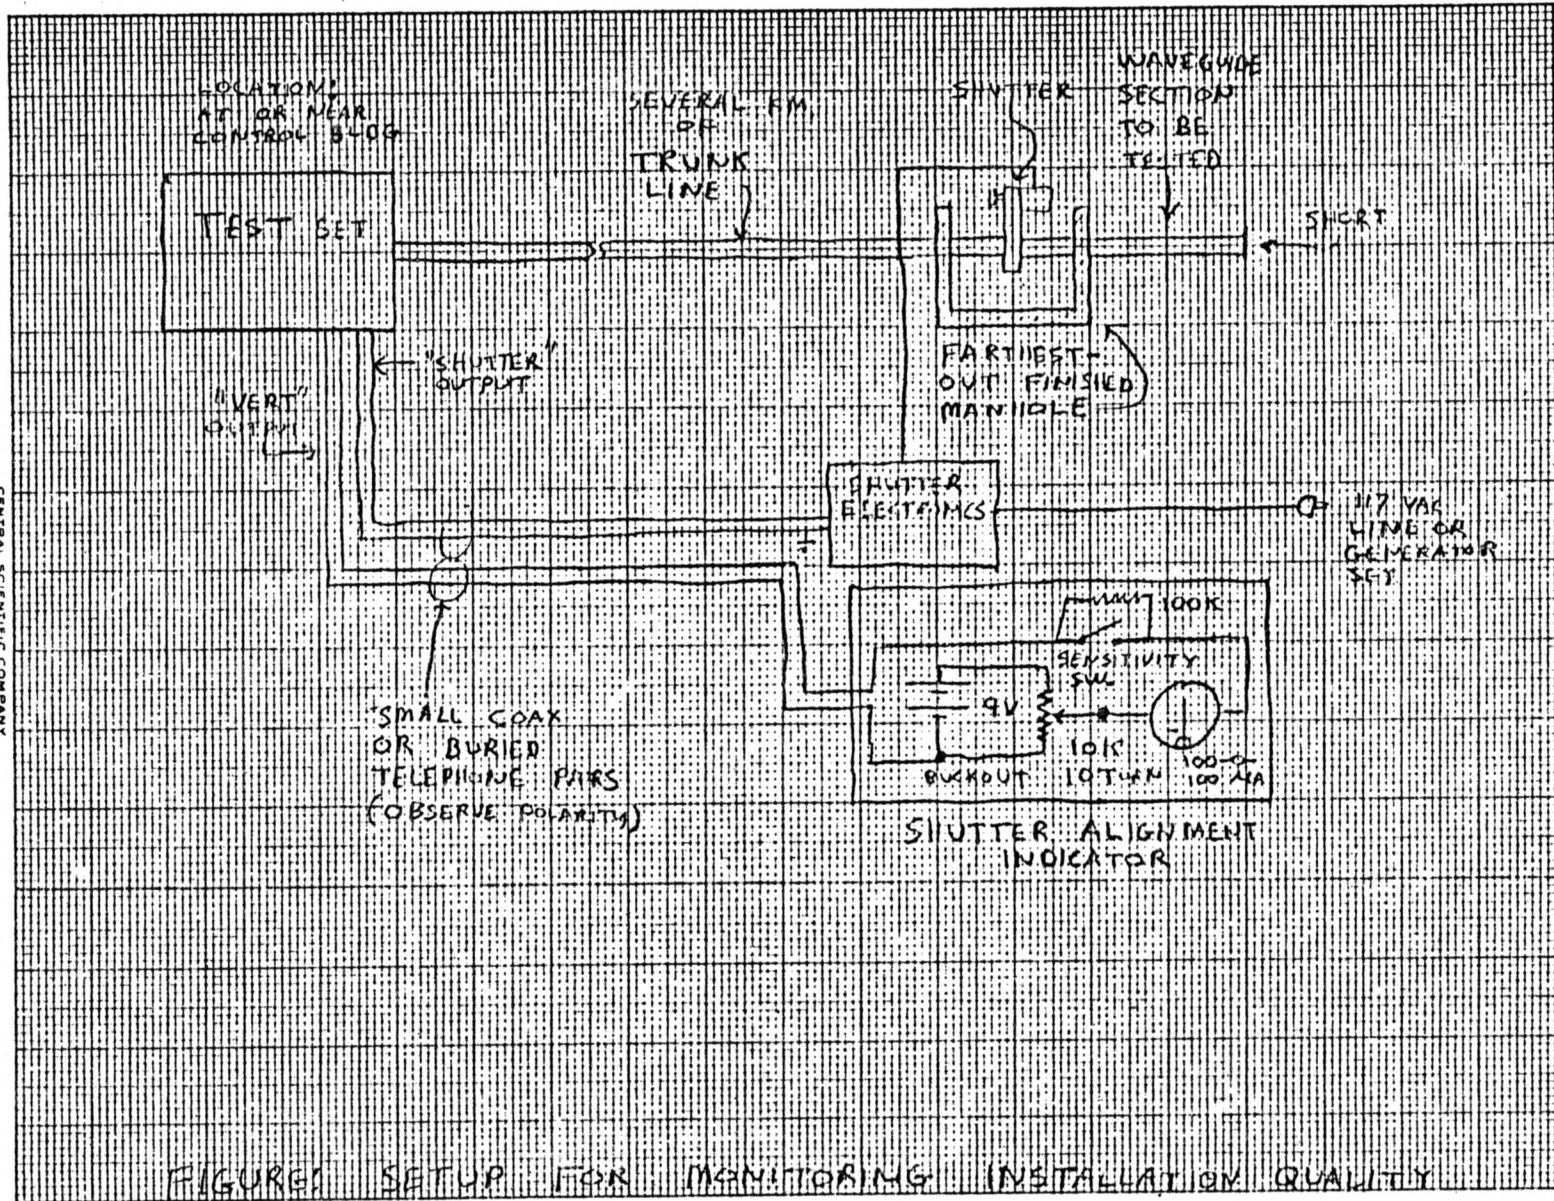 LOCATION:
AT OR NEAR
CONTROL BLDG
TEST SET
SEVERAL KM,
OF
TRUNK
LINE
SHUTTER
WAVEGUIDE
SECTION
TO BE
TESTED
SHORT
"SHUTTER"
OUTPUT
"VERT"
OUTPUT
FARTHEST-
OUT FINISHED
MANHOLE
SHUTTER
ELECTRONICS
117 VAC
LINE OR
GENERATOR
SET
100K
SENSITIVITY
SW.
9V
10K
BUCKOUT 10 TURN
100-0-
100 µA
SMALL COAX
OR BURIED
TELEPHONE PAIRS
(OBSERVE POLARITY)
SHUTTER ALIGNMENT
INDICATOR
CENTRAL SCIENTIFIC COMPANY
FIGURE: SETUP FOR MONITORING INSTALLATION QUALITY